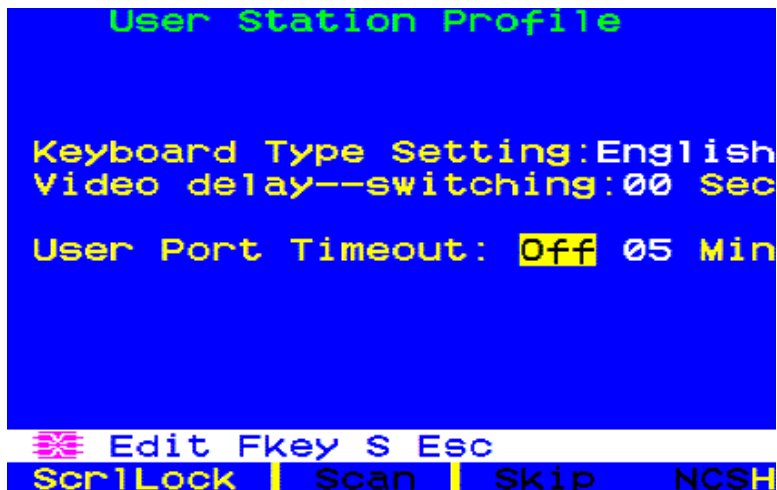 User Station Profile
Keyboard Type Setting:English
Video delay--switching:00 Sec
User Port Timeout: Off 05 Min
Edit Fkey S Esc
ScrlLock Scan Skip NCSH